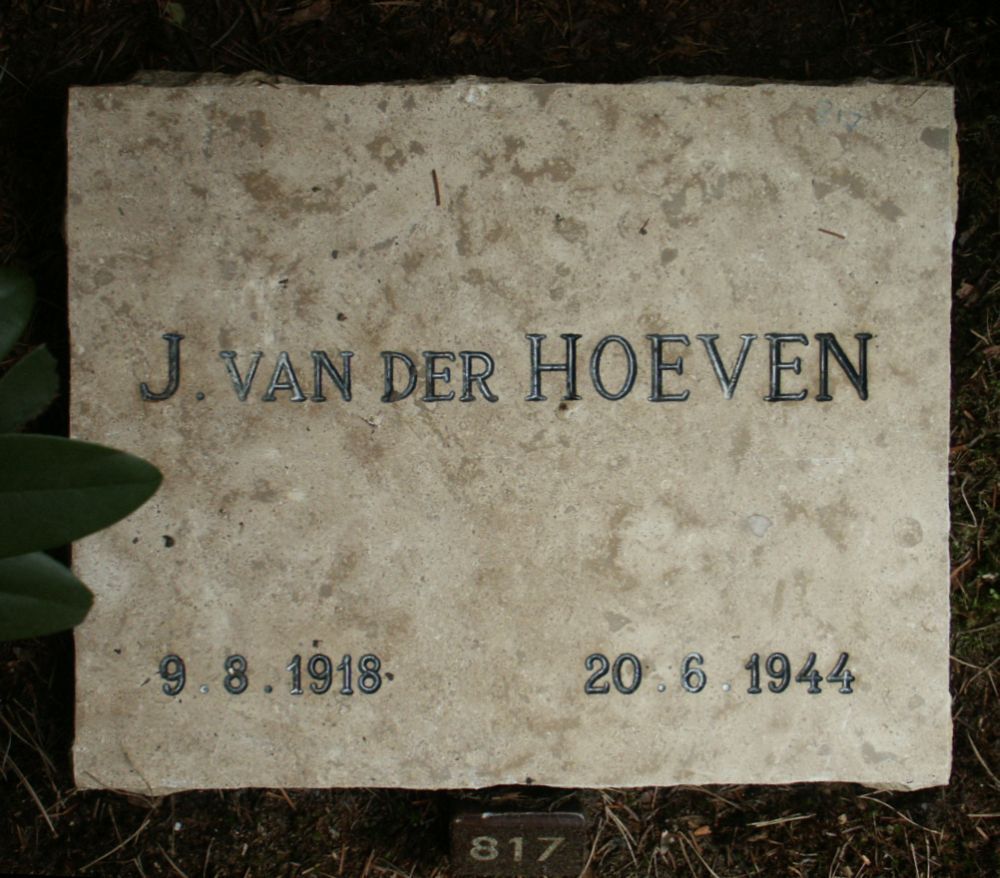 J. VAN DER HOEVEN
9.8.1918 20.6.1944
817